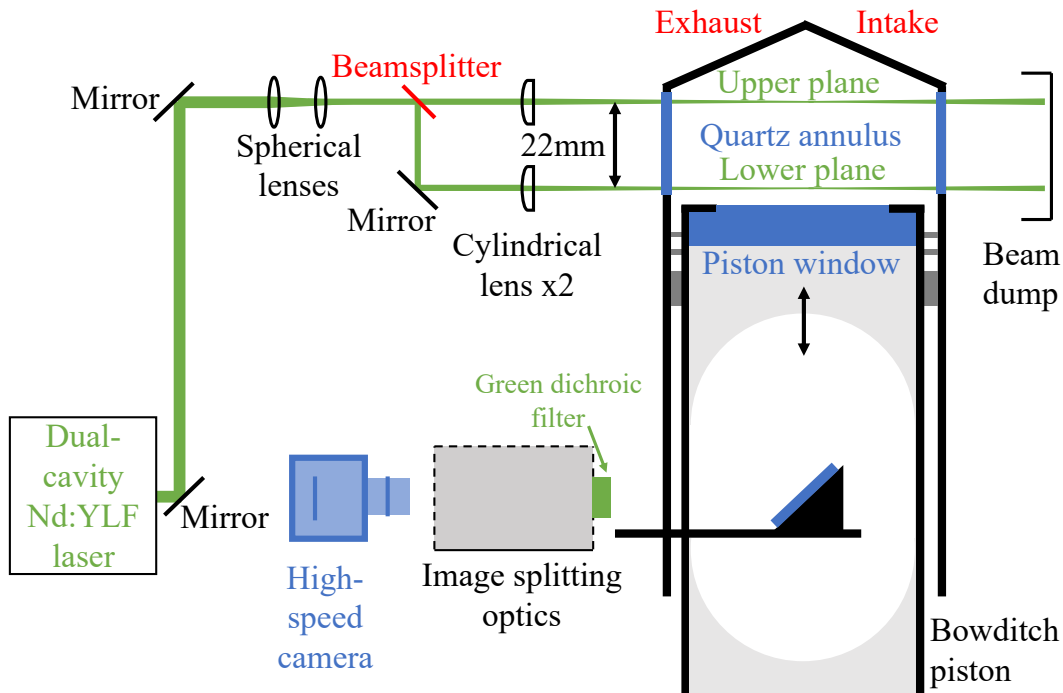 Exhaust
Intake
Mirror
Beamsplitter
Upper plane
Spherical
lenses
22mm
Quartz annulus
Lower plane
Mirror
Cylindrical
lens x2
Piston window
Beam
dump
Green dichroic
filter
Dual-
cavity
Nd:YLF
laser
Mirror
High-
speed
camera
Image splitting
optics
Bowditch
piston